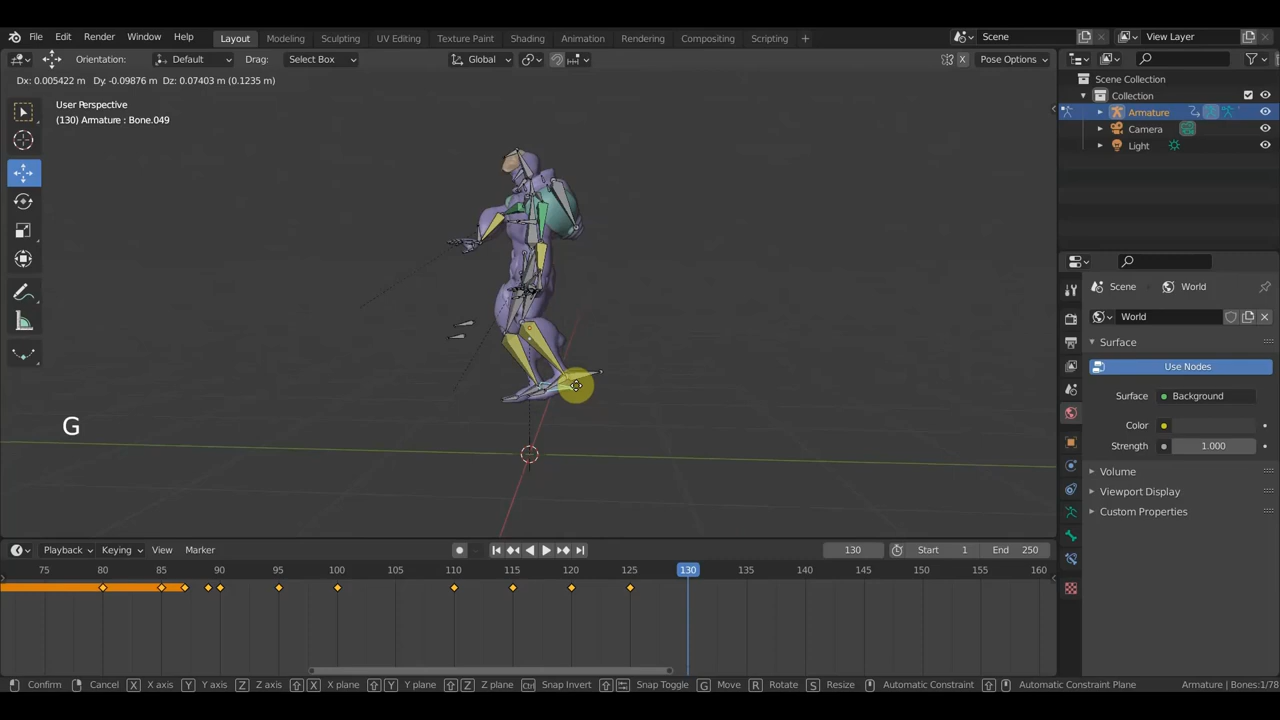 File Edit Render Window Help Layout Modeling Sculpting UV Editing Texture Paint Shading Animation Rendering Compositing Scripting + Scene View Layer
Orientation: Default Drag: Select Box Global X Pose Options
Dx: 0.005422 m Dy: -0.09876 m Dz: 0.07403 m (0.1235 m)
User Perspective
(130) Armature : Bone.049
Scene Collection
Collection
Armature
Camera
Light
Scene World
World
Surface
Use Nodes
Surface Background
Color
Strength 1.000
Volume
Viewport Display
Custom Properties
G
Playback Keying View Marker 130 Start 1 End 250
75 80 85 90 95 100 105 110 115 120 125 130 135 140 145 150 155 160
Confirm Cancel X X axis Y Y axis Z Z axis X X plane Y Y plane Z Z plane Ctrl Snap Invert Snap Toggle G Move R Rotate S Resize Automatic Constraint Automatic Constraint Plane Armature | Bones:1/78